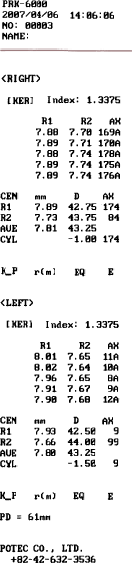 PRK-6000
2007/04/06 14:06:06
NO: 00003
NAME:
<RIGHT>
[KER] Index: 1.3375
R1 R2 AX
7.88 7.70 169A
7.89 7.71 170A
7.88 7.74 178A
7.89 7.74 175A
7.89 7.74 176A
CEN mm D AX
R1 7.89 42.75 174
R2 7.73 43.75 84
AVE 7.81 43.25
CYL -1.00 174
K_P r(m) EQ E
<LEFT>
[KER] Index: 1.3375
R1 R2 AX
8.01 7.65 11A
8.02 7.64 10A
7.96 7.65 8A
7.91 7.67 9A
7.90 7.68 12A
CEN mm D AX
R1 7.93 42.50 9
R2 7.66 44.00 99
AVE 7.80 43.25
CYL -1.50 9
K_P r(m) EQ E
PD = 61mm
POTEC CO., LTD.
+82-42-632-3536